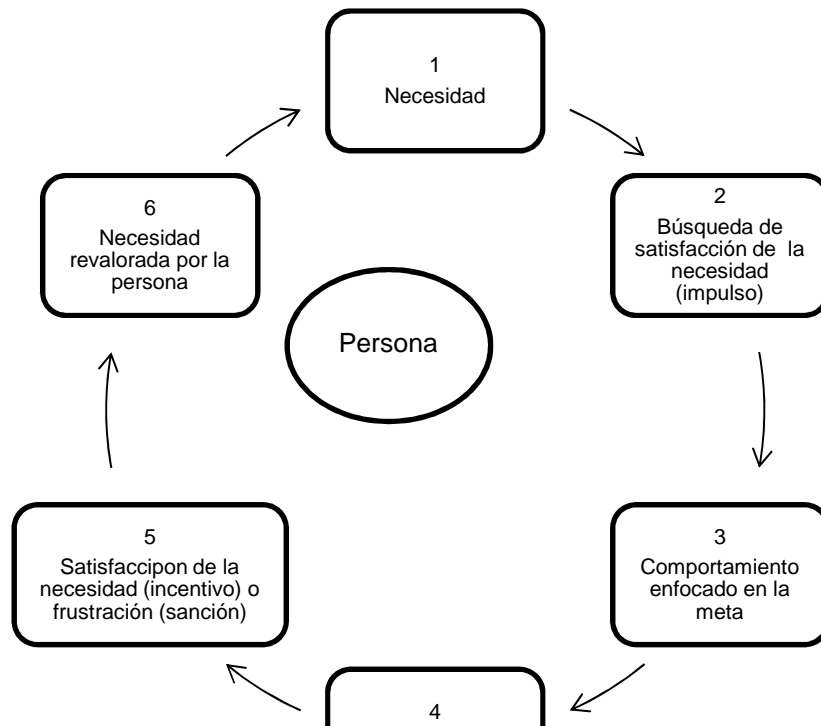 1
Necesidad
2
Búsqueda de
satisfacción de la
necesidad
(impulso)
6
Necesidad
revalorada por la
persona
Persona
3
Comportamiento
enfocado en la
meta
5
Satisfaccipon de la
necesidad (incentivo) o
frustración (sanción)
4